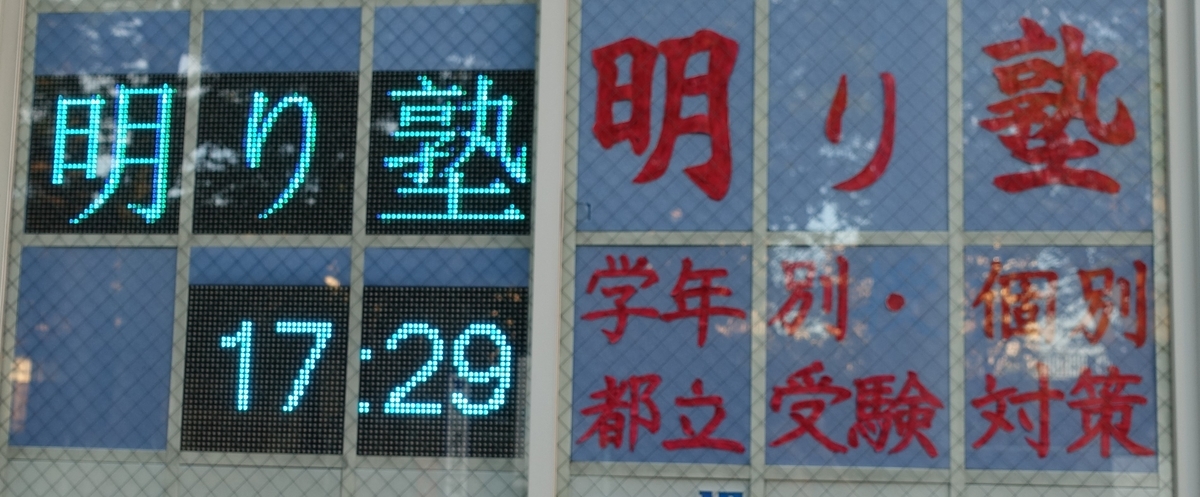 明り塾
17:29
明り塾
学年別・個別
都立受験対策